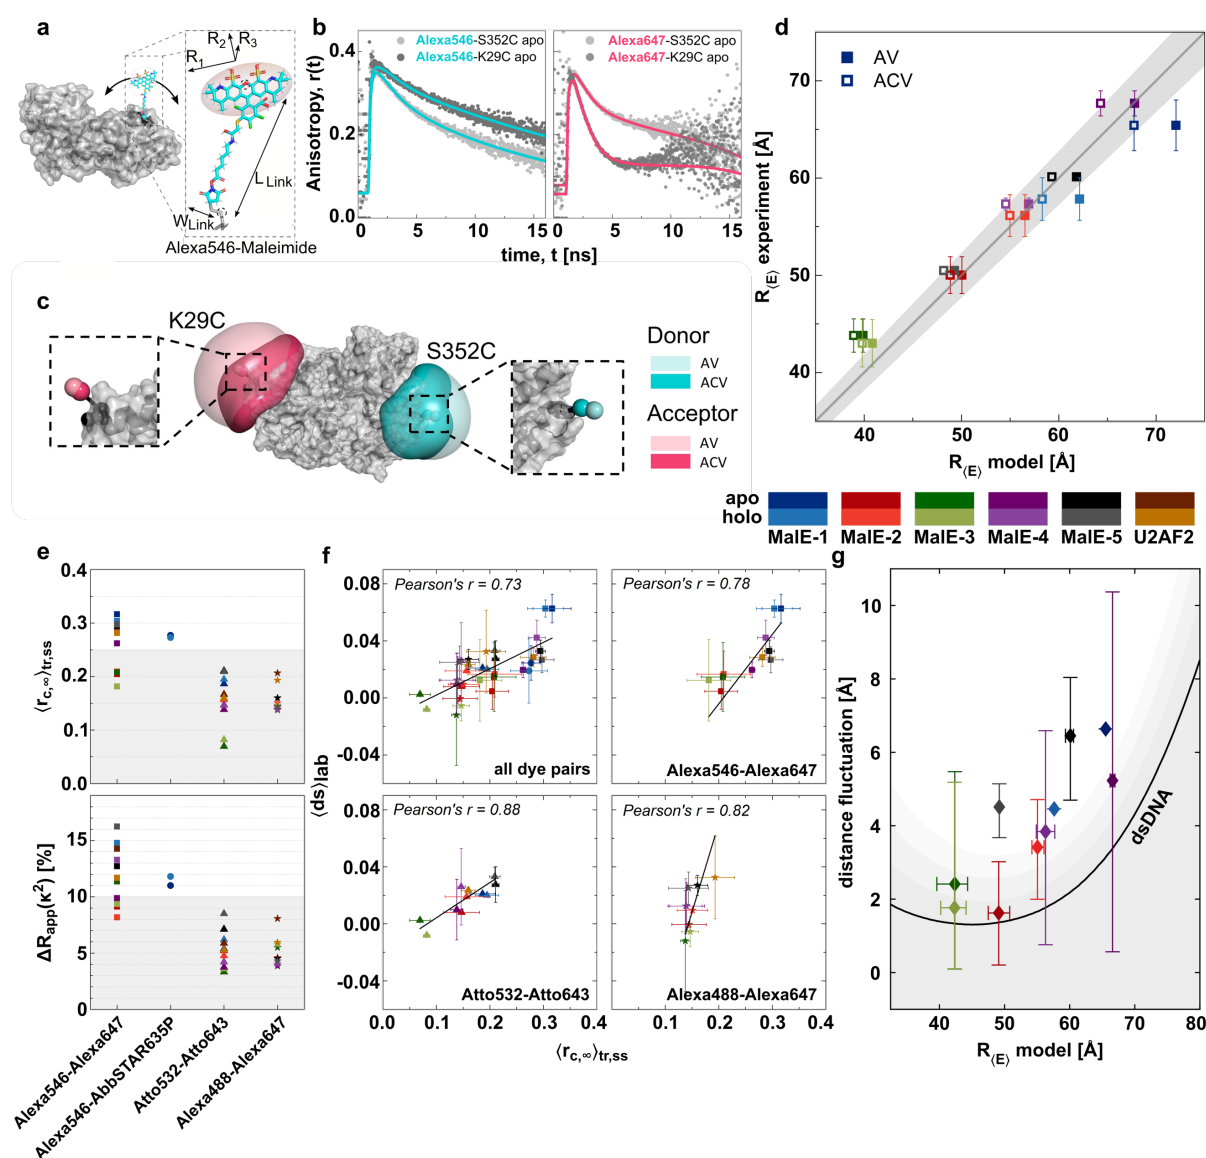 a
R2
R3
R1
LLink
WLink
Alexa546-Maleimide
b
Anisotropy, r(t)
0.4
0.2
0.0
Alexa546-S352C apo
Alexa546-K29C apo
Alexa647-S352C apo
Alexa647-K29C apo
0 5 10 15
0 5 10 15
time, t [ns]
c
K29C
S352C
Donor
AV
ACV
Acceptor
AV
ACV
d
AV
ACV
R⟨E⟩ experiment [Å]
70
60
50
40
40 50 60 70
R⟨E⟩ model [Å]
apo
holo
MalE-1 MalE-2 MalE-3 MalE-4 MalE-5 U2AF2
e
⟨rc,∞⟩tr,ss
0.4
0.3
0.2
0.1
0.0
ΔRapp(κ²) [%]
15
10
5
0
Alexa546-Alexa647
Alexa546-AbbSTAR635P
Atto532-Atto643
Alexa488-Alexa647
f
⟨ds⟩lab
0.08
0.04
0.00
-0.04
Pearson's r = 0.73
all dye pairs
Pearson's r = 0.78
Alexa546-Alexa647
0.08
0.04
0.00
-0.04
Pearson's r = 0.88
Atto532-Atto643
Pearson's r = 0.82
Alexa488-Alexa647
0.0 0.1 0.2 0.3 0.4
0.1 0.2 0.3 0.4
⟨rc,∞⟩tr,ss
g
distance fluctuation [Å]
10
8
6
4
2
0
dsDNA
40 50 60 70 80
R⟨E⟩ model [Å]